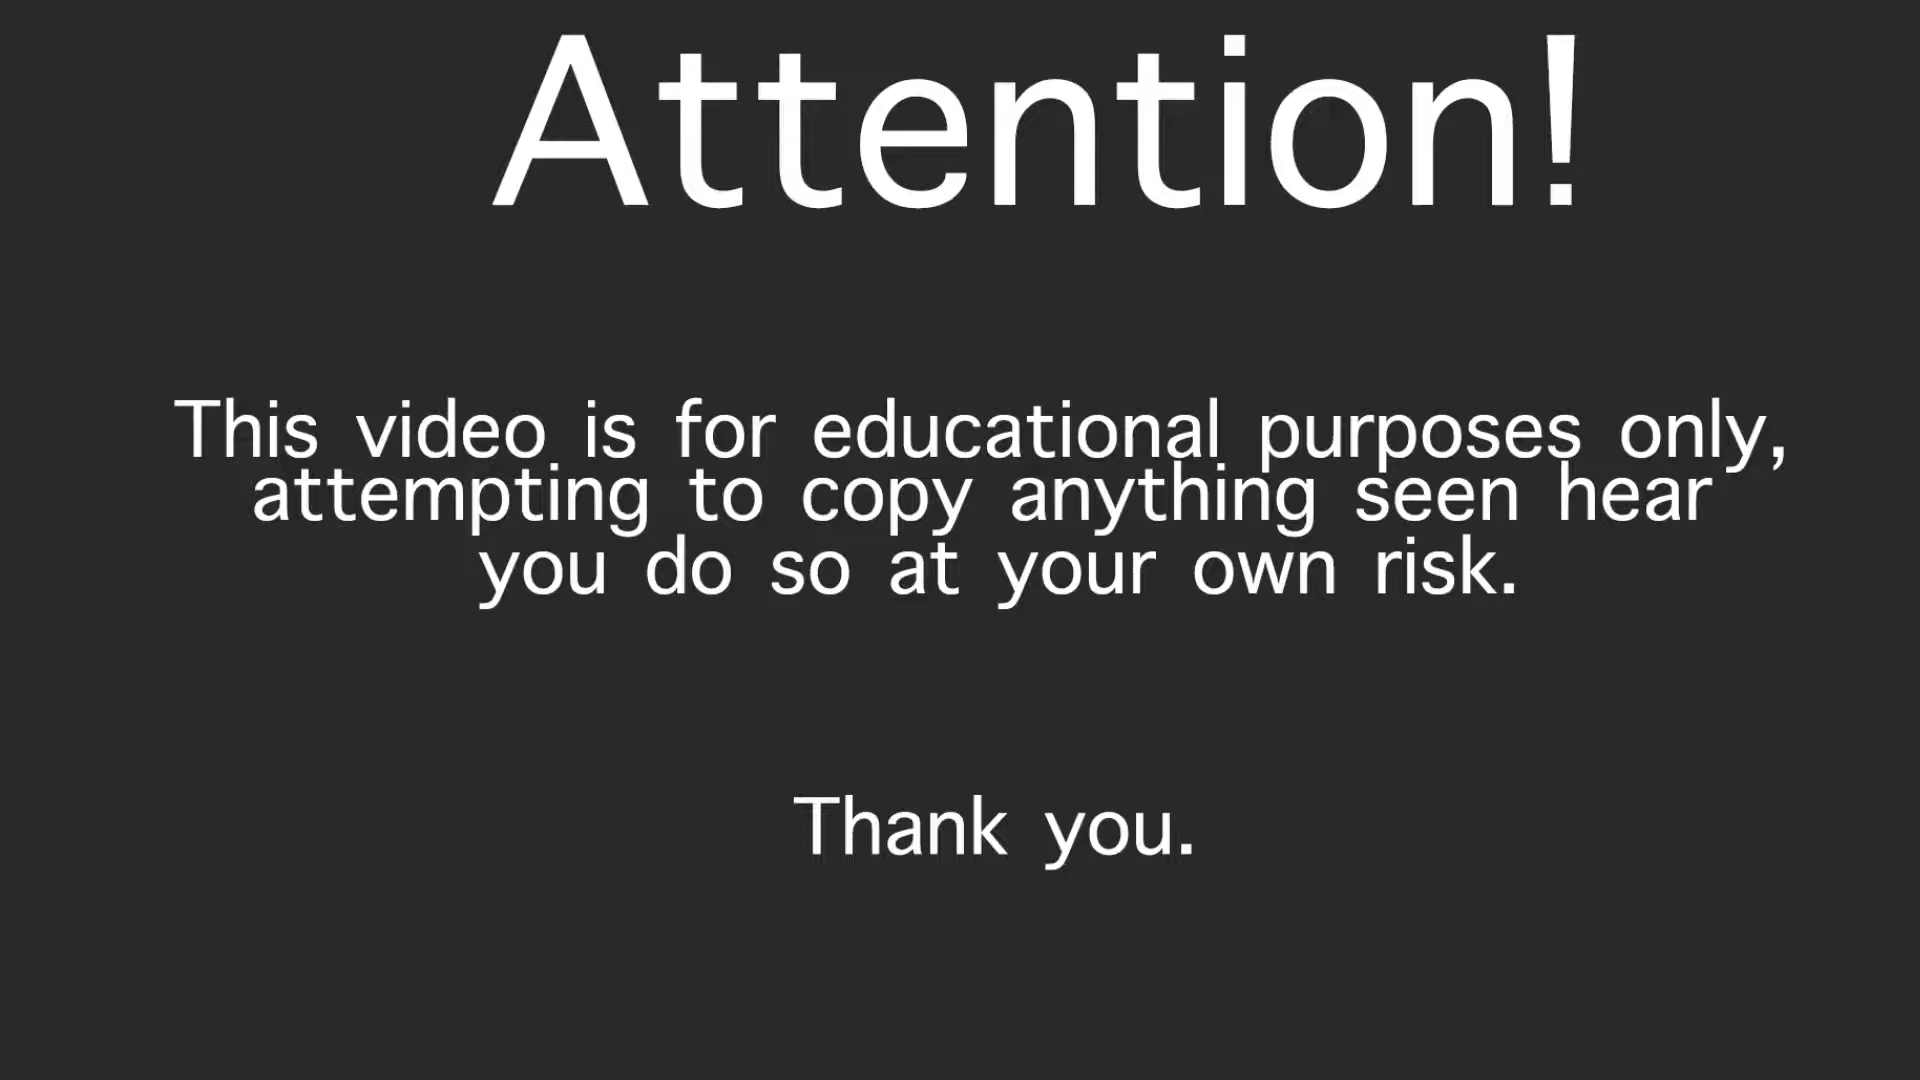 Attention!
This video is for educational purposes only,
attempting to copy anything seen hear
you do so at your own risk.
Thank you.